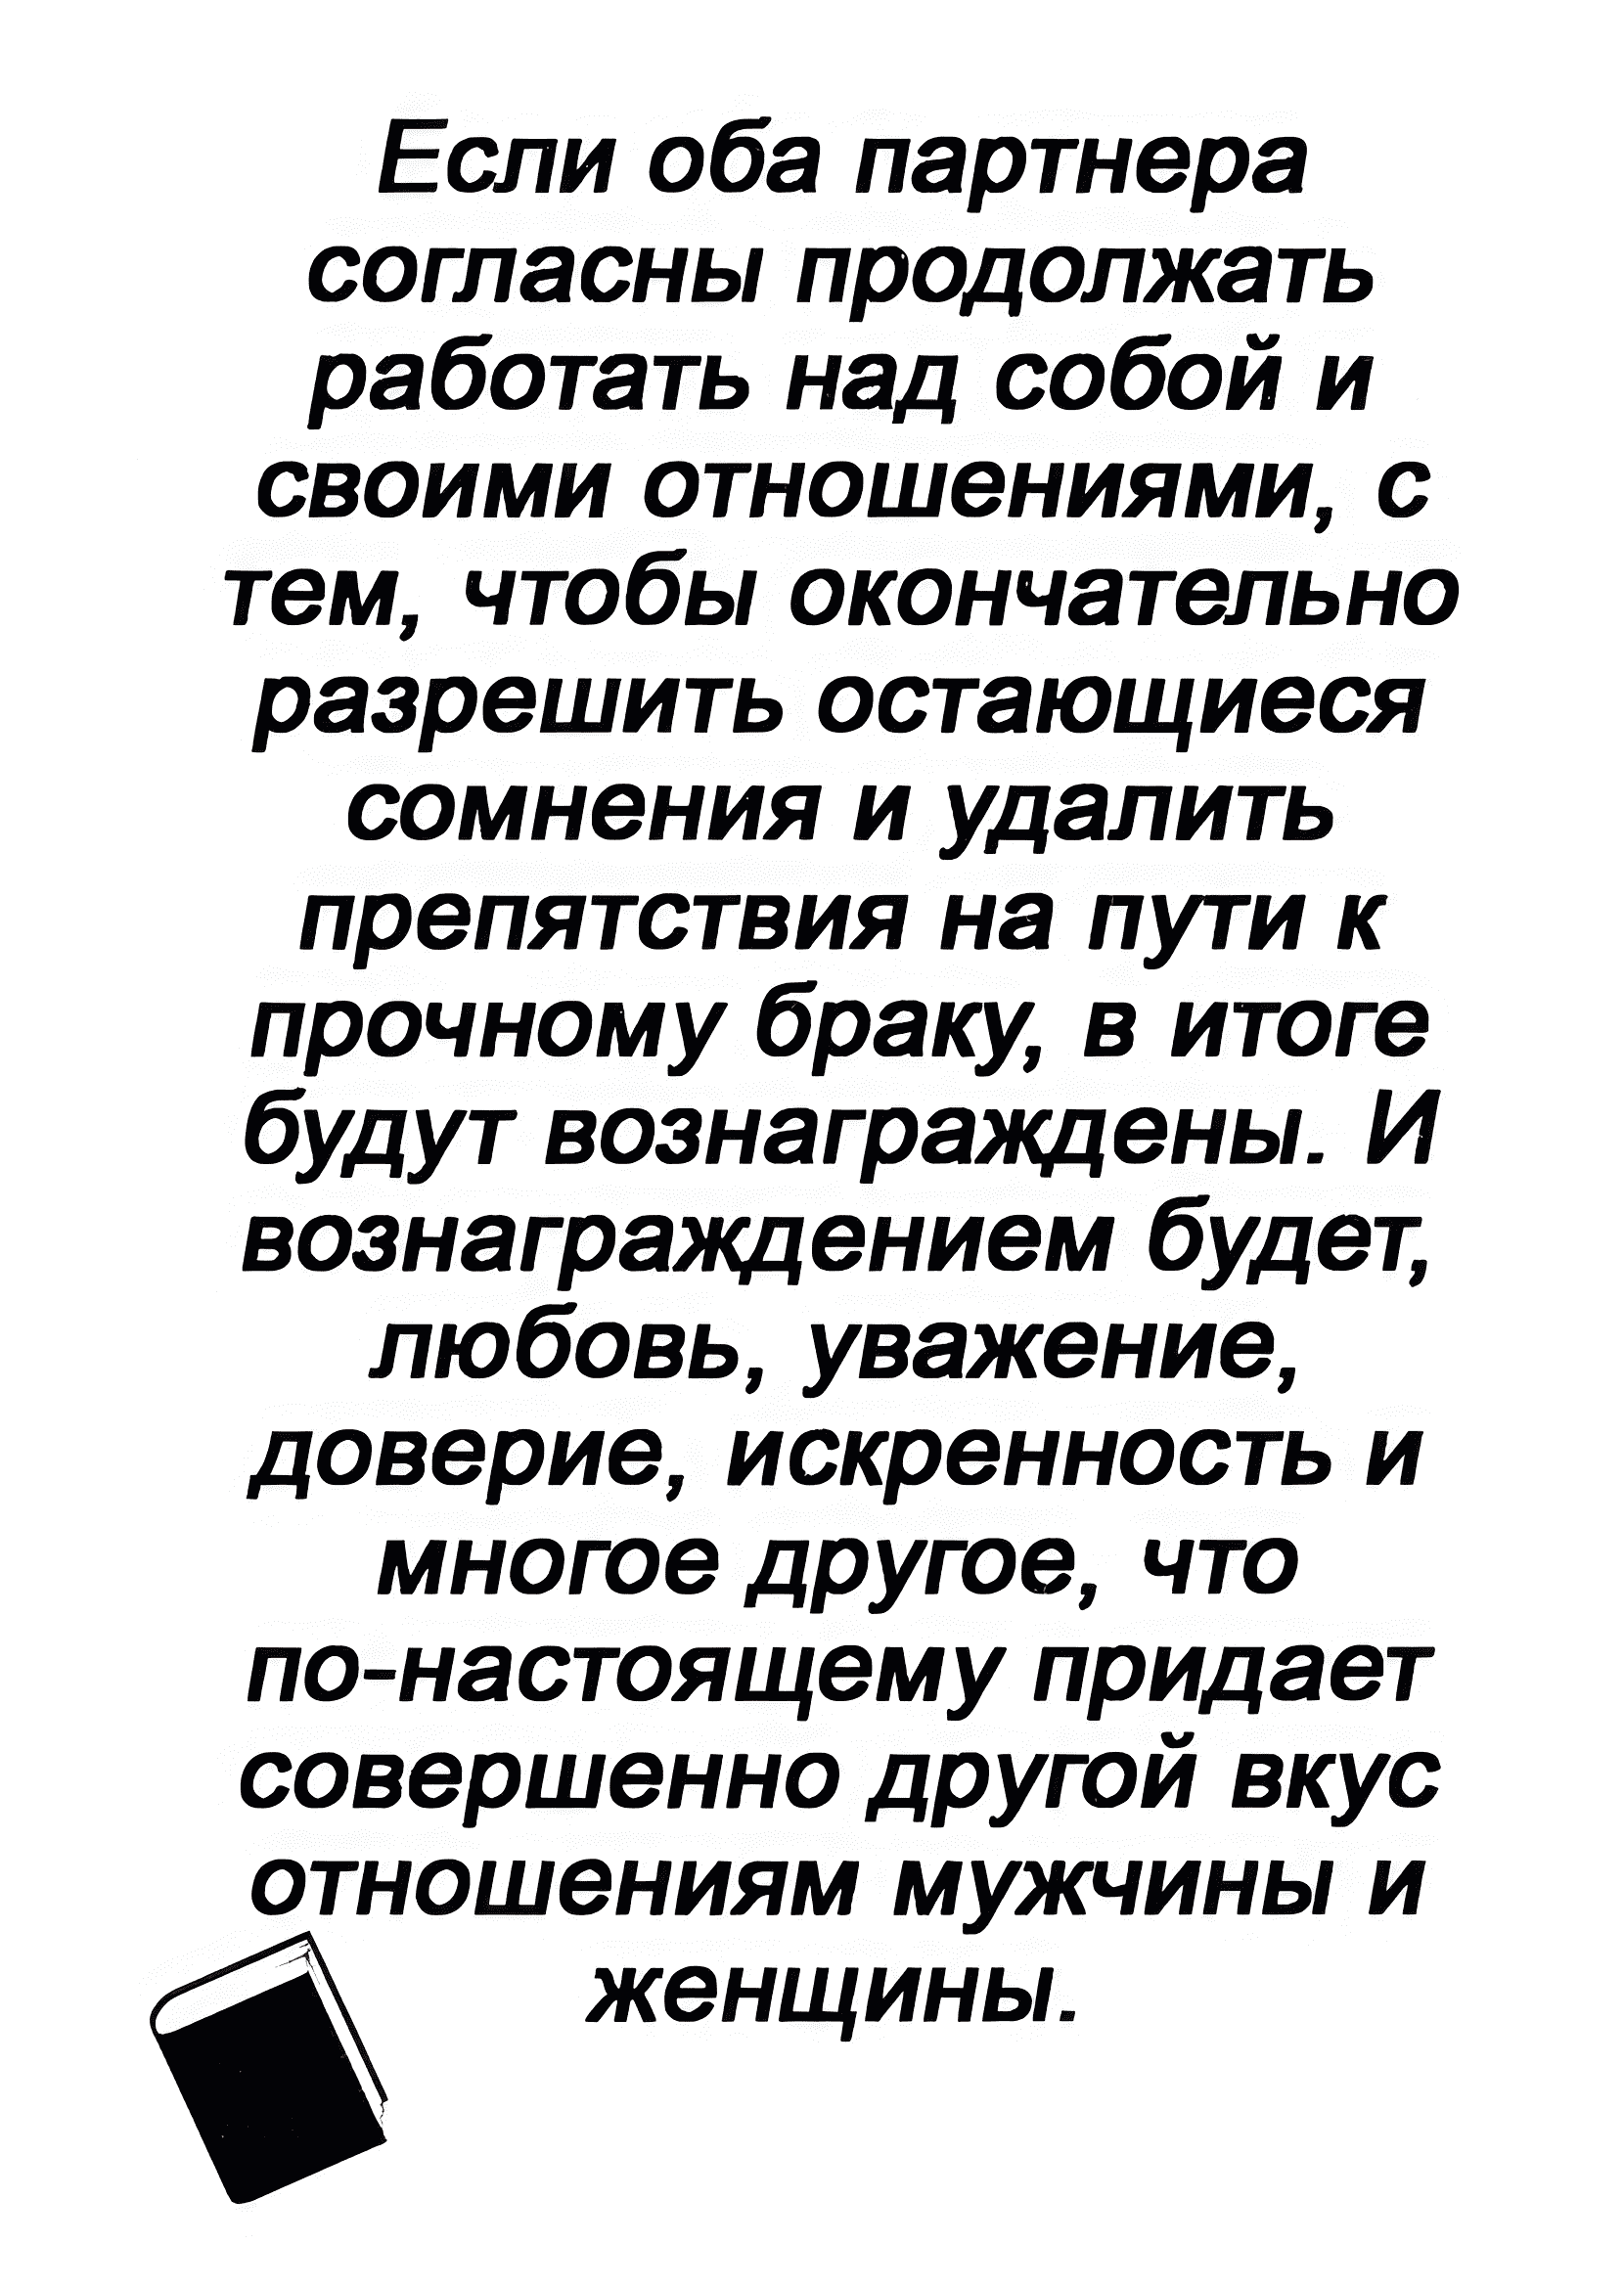 Если оба партнера
согласны продолжать
работать над собой и
своими отношениями, с
тем, чтобы окончательно
разрешить остающиеся
сомнения и удалить
препятствия на пути к
прочному браку, в итоге
будут вознаграждены. И
вознаграждением будет,
любовь, уважение,
доверие, искренность и
многое другое, что
по-настоящему придает
совершенно другой вкус
отношениям мужчины и
женщины.